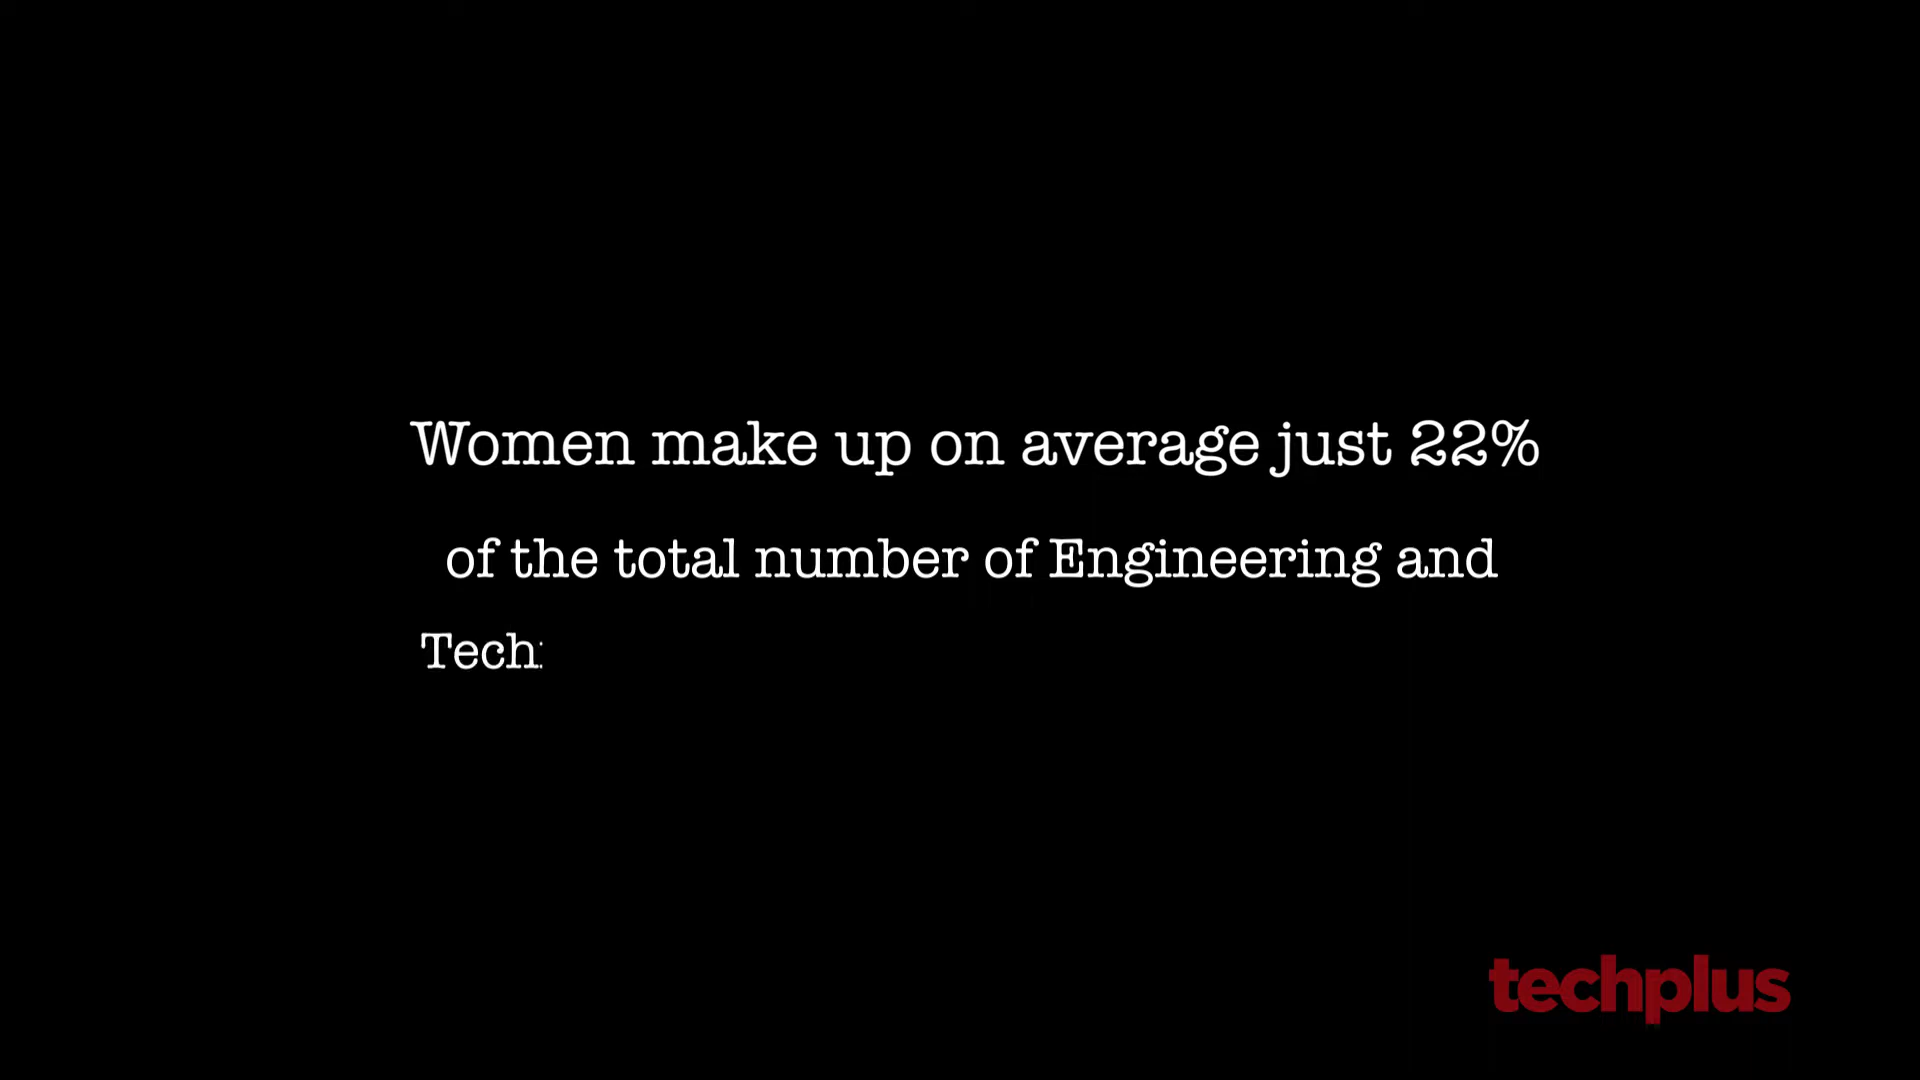 Women make up on average just 22%
of the total number of Engineering and
Tech
techplus